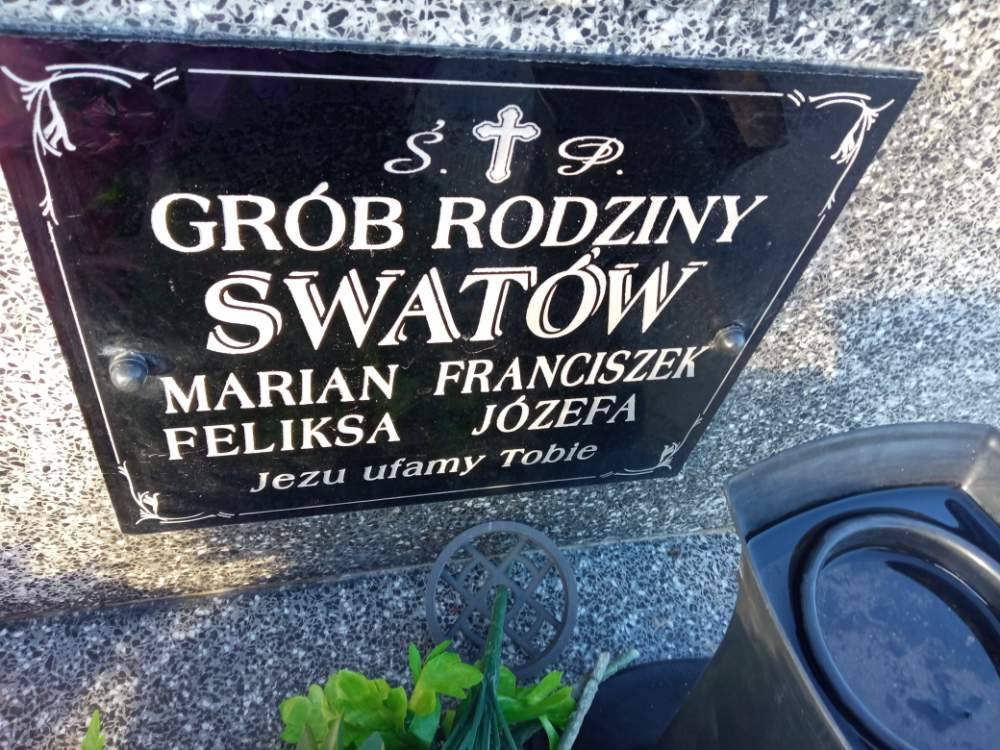 Ś. P.
GRÓB RODZINY
SWATÓW
MARIAN FRANCISZEK
FELIKSA JÓZEFA
Jezu ufamy Tobie